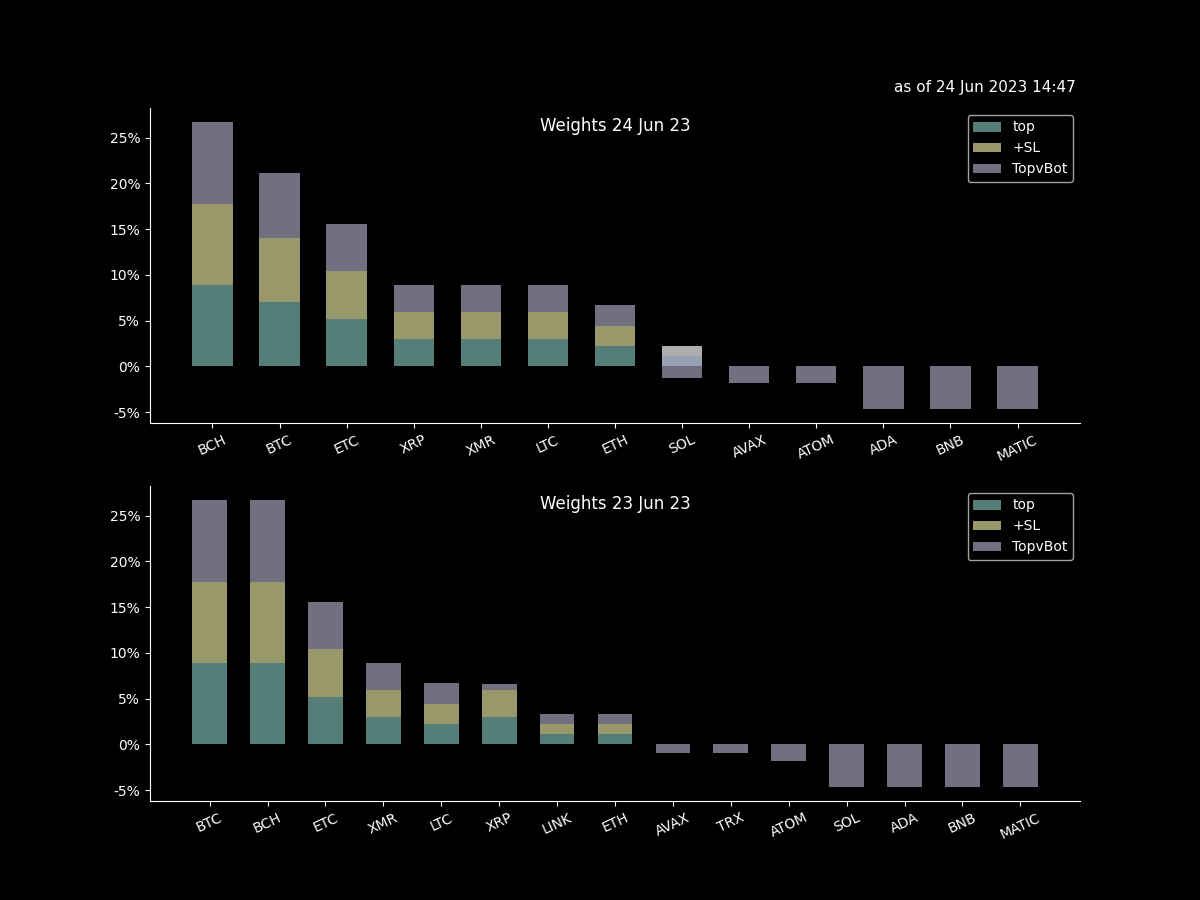 as of 24 Jun 2023 14:47
Weights 24 Jun 23
top
+SL
TopvBot
25%
20%
15%
10%
5%
0%
-5%
BCH BTC ETC XRP XMR LTC ETH SOL AVAX ATOM ADA BNB MATIC
Weights 23 Jun 23
top
+SL
TopvBot
25%
20%
15%
10%
5%
0%
-5%
BTC BCH ETC XMR LTC XRP LINK ETH AVAX TRX ATOM SOL ADA BNB MATIC